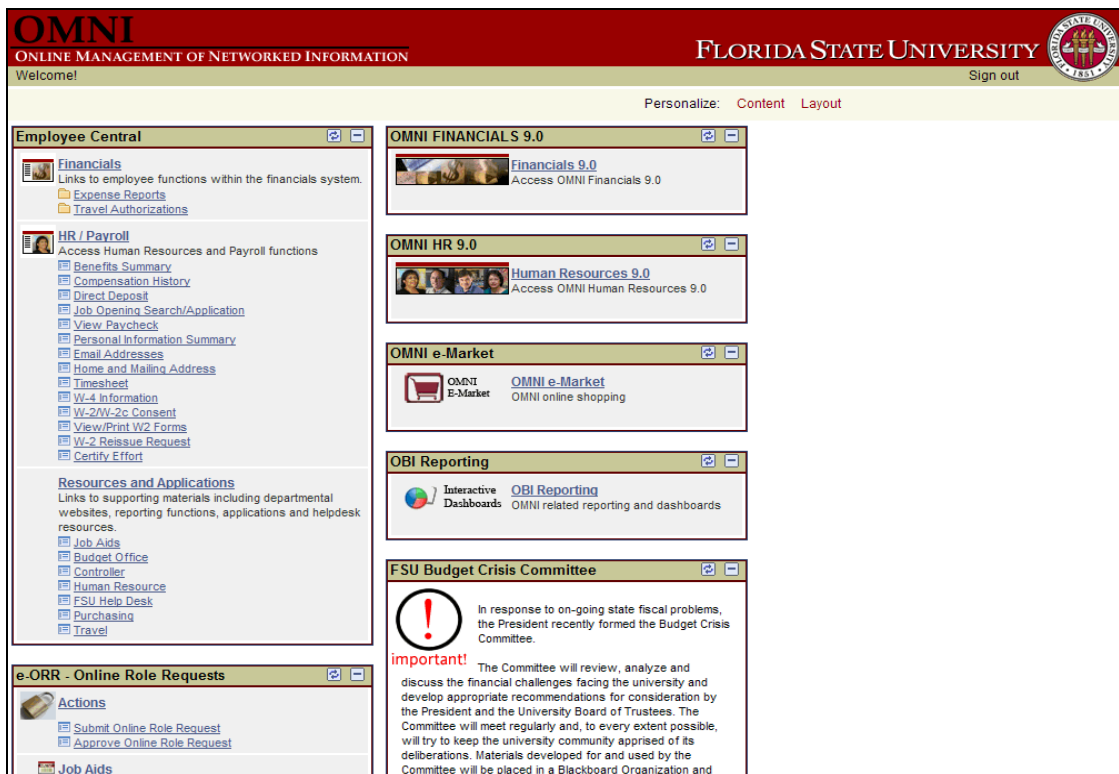 OMNI
ONLINE MANAGEMENT OF NETWORKED INFORMATION
FLORIDA STATE UNIVERSITY
Welcome!
Sign out
Personalize: Content Layout
Employee Central
Financials
Links to employee functions within the financials system.
Expense Reports
Travel Authorizations
HR / Payroll
Access Human Resources and Payroll functions
Benefits Summary
Compensation History
Direct Deposit
Job Opening Search/Application
View Paycheck
Personal Information Summary
Email Addresses
Home and Mailing Address
Timesheet
W-4 Information
W-2/W-2c Consent
View/Print W2 Forms
W-2 Reissue Request
Certify Effort
Resources and Applications
Links to supporting materials including departmental
websites, reporting functions, applications and helpdesk
resources.
Job Aids
Budget Office
Controller
Human Resource
FSU Help Desk
Purchasing
Travel
e-ORR - Online Role Requests
Actions
Submit Online Role Request
Approve Online Role Request
Job Aids
OMNI FINANCIALS 9.0
Financials 9.0
Access OMNI Financials 9.0
OMNI HR 9.0
Human Resources 9.0
Access OMNI Human Resources 9.0
OMNI e-Market
OMNI
E-Market
OMNI e-Market
OMNI online shopping
OBI Reporting
Interactive
Dashboards
OBI Reporting
OMNI related reporting and dashboards
FSU Budget Crisis Committee
important!
In response to on-going state fiscal problems,
the President recently formed the Budget Crisis
Committee.
The Committee will review, analyze and
discuss the financial challenges facing the university and
develop appropriate recommendations for consideration by
the President and the University Board of Trustees. The
Committee will meet regularly and, to every extent possible,
will try to keep the university community apprised of its
deliberations. Materials developed for and used by the
Committee will be placed in a Blackboard Organization and